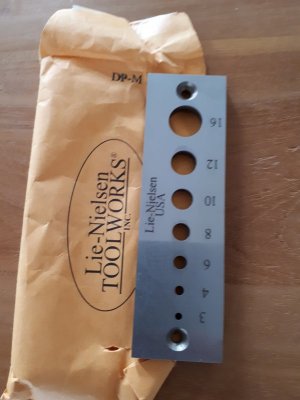 DP-M
Lie-Nielsen
TOOLWORKS®
INC.
Lie-Nielsen
USA
16
12
10
8
6
4
3